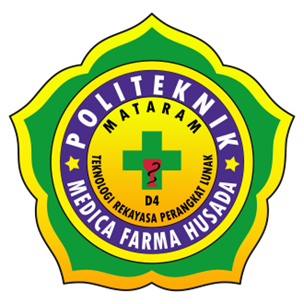 POLITEKNIK
MATARAM
TEKNOLOGI REKAYASA PERANGKAT LUNAK
D4
MEDICA FARMA HUSADA